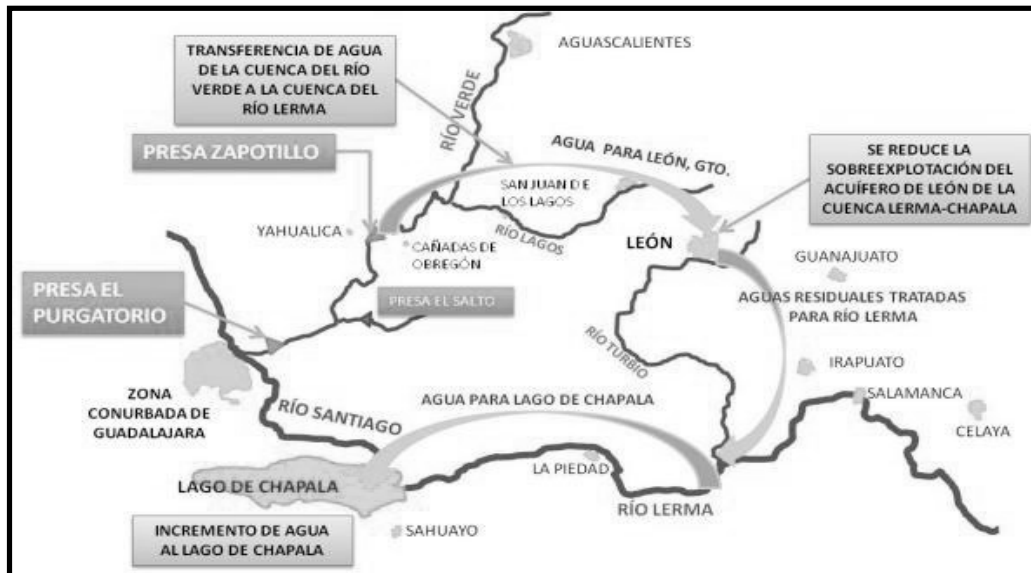 AGUASCALIENTES
TRANSFERENCIA DE AGUA
DE LA CUENCA DEL RÍO
VERDE A LA CUENCA DEL
RÍO LERMA
RÍO VERDE
PRESA ZAPOTILLO
AGUA PARA LEÓN, GTO.
SE REDUCE LA
SOBREEXPLOTACIÓN DEL
ACUÍFERO DE LEÓN DE LA
CUENCA LERMA-CHAPALA
SAN JUAN DE
LOS LAGOS
YAHUALICA
RÍO LAGOS
CAÑADAS DE
OBREGÓN
LEÓN
GUANAJUATO
PRESA EL
PURGATORIO
PRESA EL SALTO
AGUAS RESIDUALES TRATADAS
PARA RÍO LERMA
RÍO TURBIO
IRAPUATO
SALAMANCA
ZONA
CONURBADA DE
GUADALAJARA
RÍO SANTIAGO
AGUA PARA LAGO DE CHAPALA
CELAYA
LA PIEDAD
LAGO DE CHAPALA
RÍO LERMA
INCREMENTO DE AGUA
AL LAGO DE CHAPALA
SAHUAYO